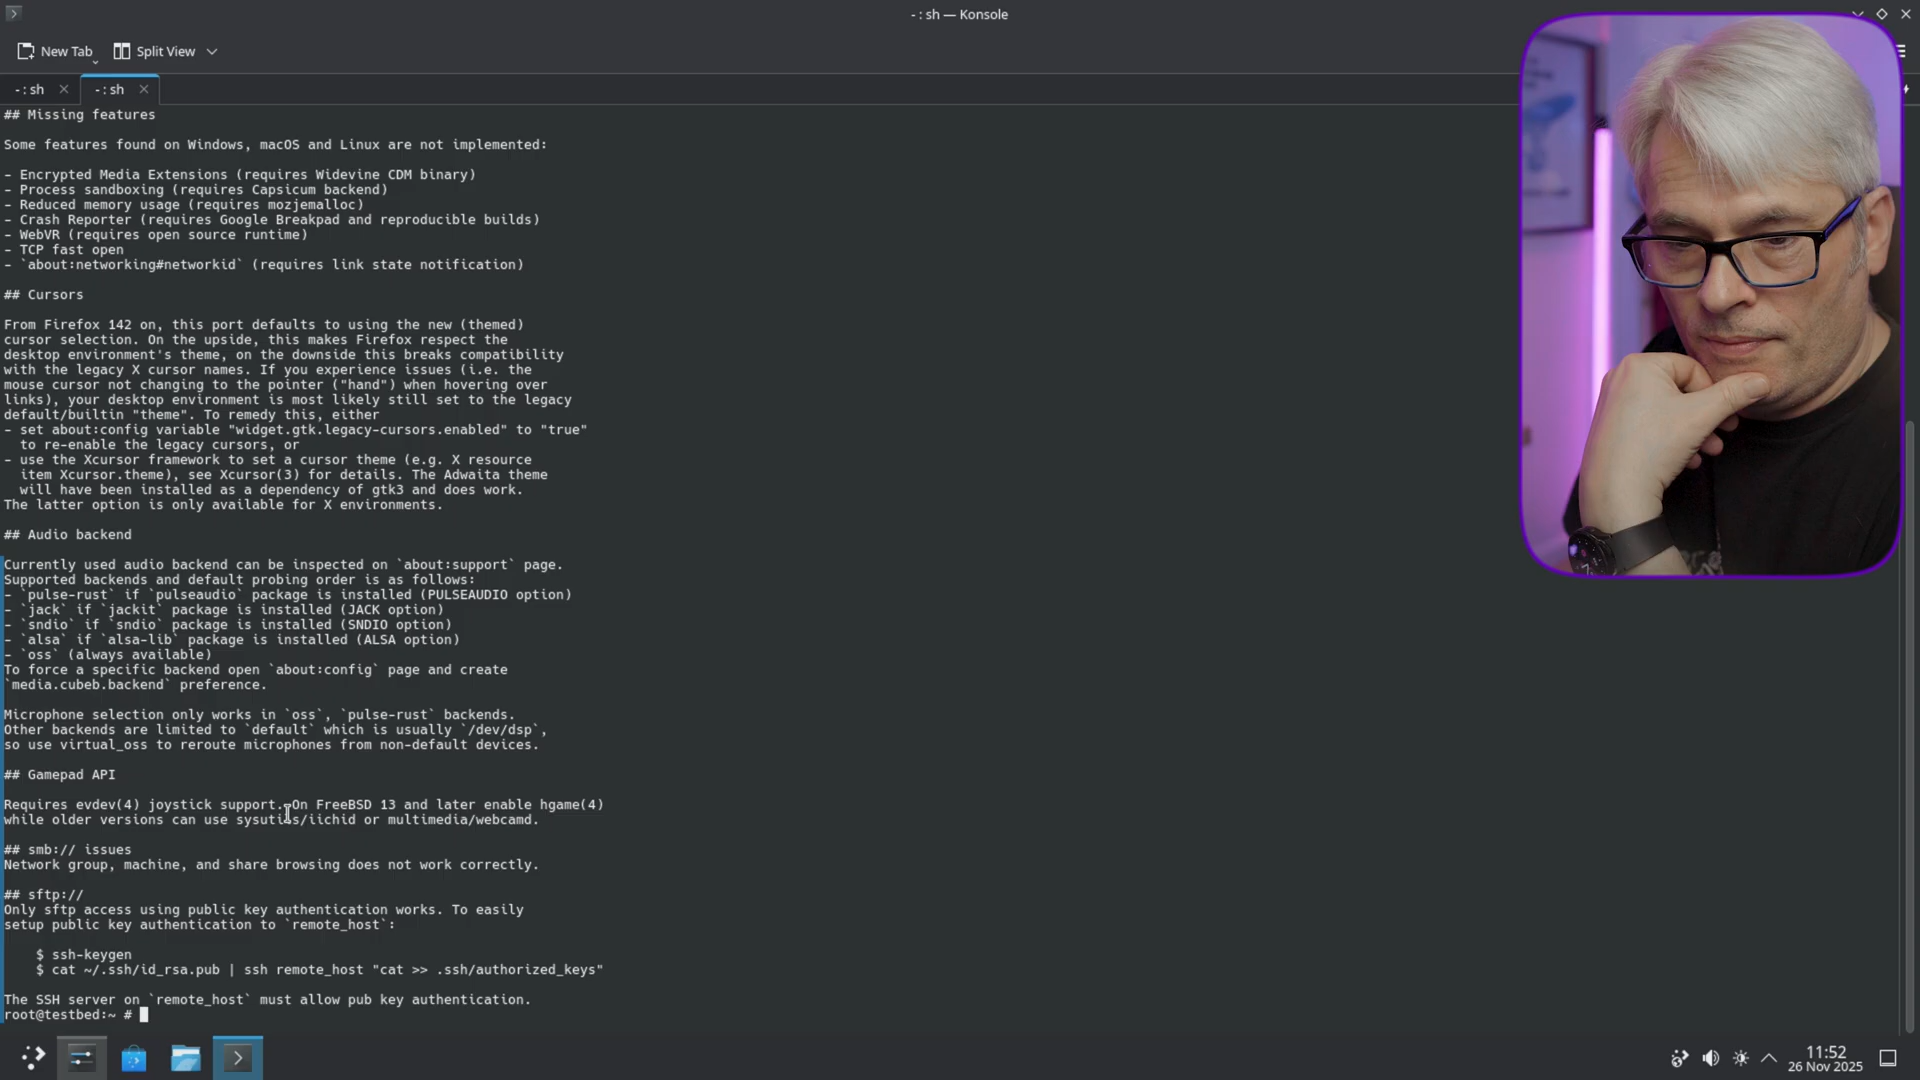 - : sh — Konsole
New Tab
Split View
- : sh
- : sh
## Missing features
Some features found on Windows, macOS and Linux are not implemented:
- Encrypted Media Extensions (requires Widevine CDM binary)
- Process sandboxing (requires Capsicum backend)
- Reduced memory usage (requires mozjemalloc)
- Crash Reporter (requires Google Breakpad and reproducible builds)
- WebVR (requires open source runtime)
- TCP fast open
- `about:networking#networkid` (requires link state notification)
## Cursors
From Firefox 142 on, this port defaults to using the new (themed)
cursor selection. On the upside, this makes Firefox respect the
desktop environment's theme, on the downside this breaks compatibility
with the legacy X cursor names. If you experience issues (i.e. the
mouse cursor not changing to the pointer ("hand") when hovering over
links), your desktop environment is most likely still set to the legacy
default/builtin "theme". To remedy this, either
- set about:config variable "widget.gtk.legacy-cursors.enabled" to "true"
to re-enable the legacy cursors, or
- use the Xcursor framework to set a cursor theme (e.g. X resource
item Xcursor.theme), see Xcursor(3) for details. The Adwaita theme
will have been installed as a dependency of gtk3 and does work.
The latter option is only available for X environments.
## Audio backend
Currently used audio backend can be inspected on `about:support` page.
Supported backends and default probing order is as follows:
- `pulse-rust` if `pulseaudio` package is installed (PULSEAUDIO option)
- `jack` if `jackit` package is installed (JACK option)
- `sndio` if `sndio` package is installed (SNDIO option)
- `alsa` if `alsa-lib` package is installed (ALSA option)
- `oss` (always available)
To force a specific backend open `about:config` page and create
`media.cubeb.backend` preference.
Microphone selection only works in `oss`, `pulse-rust` backends.
Other backends are limited to `default` which is usually `/dev/dsp`,
so use virtual_oss to reroute microphones from non-default devices.
## Gamepad API
Requires evdev(4) joystick support. On FreeBSD 13 and later enable hgame(4)
while older versions can use sysutils/iichid or multimedia/webcamd.
## smb:// issues
Network group, machine, and share browsing does not work correctly.
## sftp://
Only sftp access using public key authentication works. To easily
setup public key authentication to `remote_host`:
$ ssh-keygen
$ cat ~/.ssh/id_rsa.pub | ssh remote_host "cat >> .ssh/authorized_keys"
The SSH server on `remote_host` must allow pub key authentication.
root@testbed:~ #
11:52
26 Nov 2025